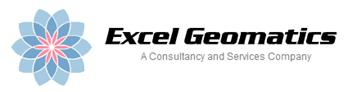 Excel Geomatics
A Consultancy and Services Company